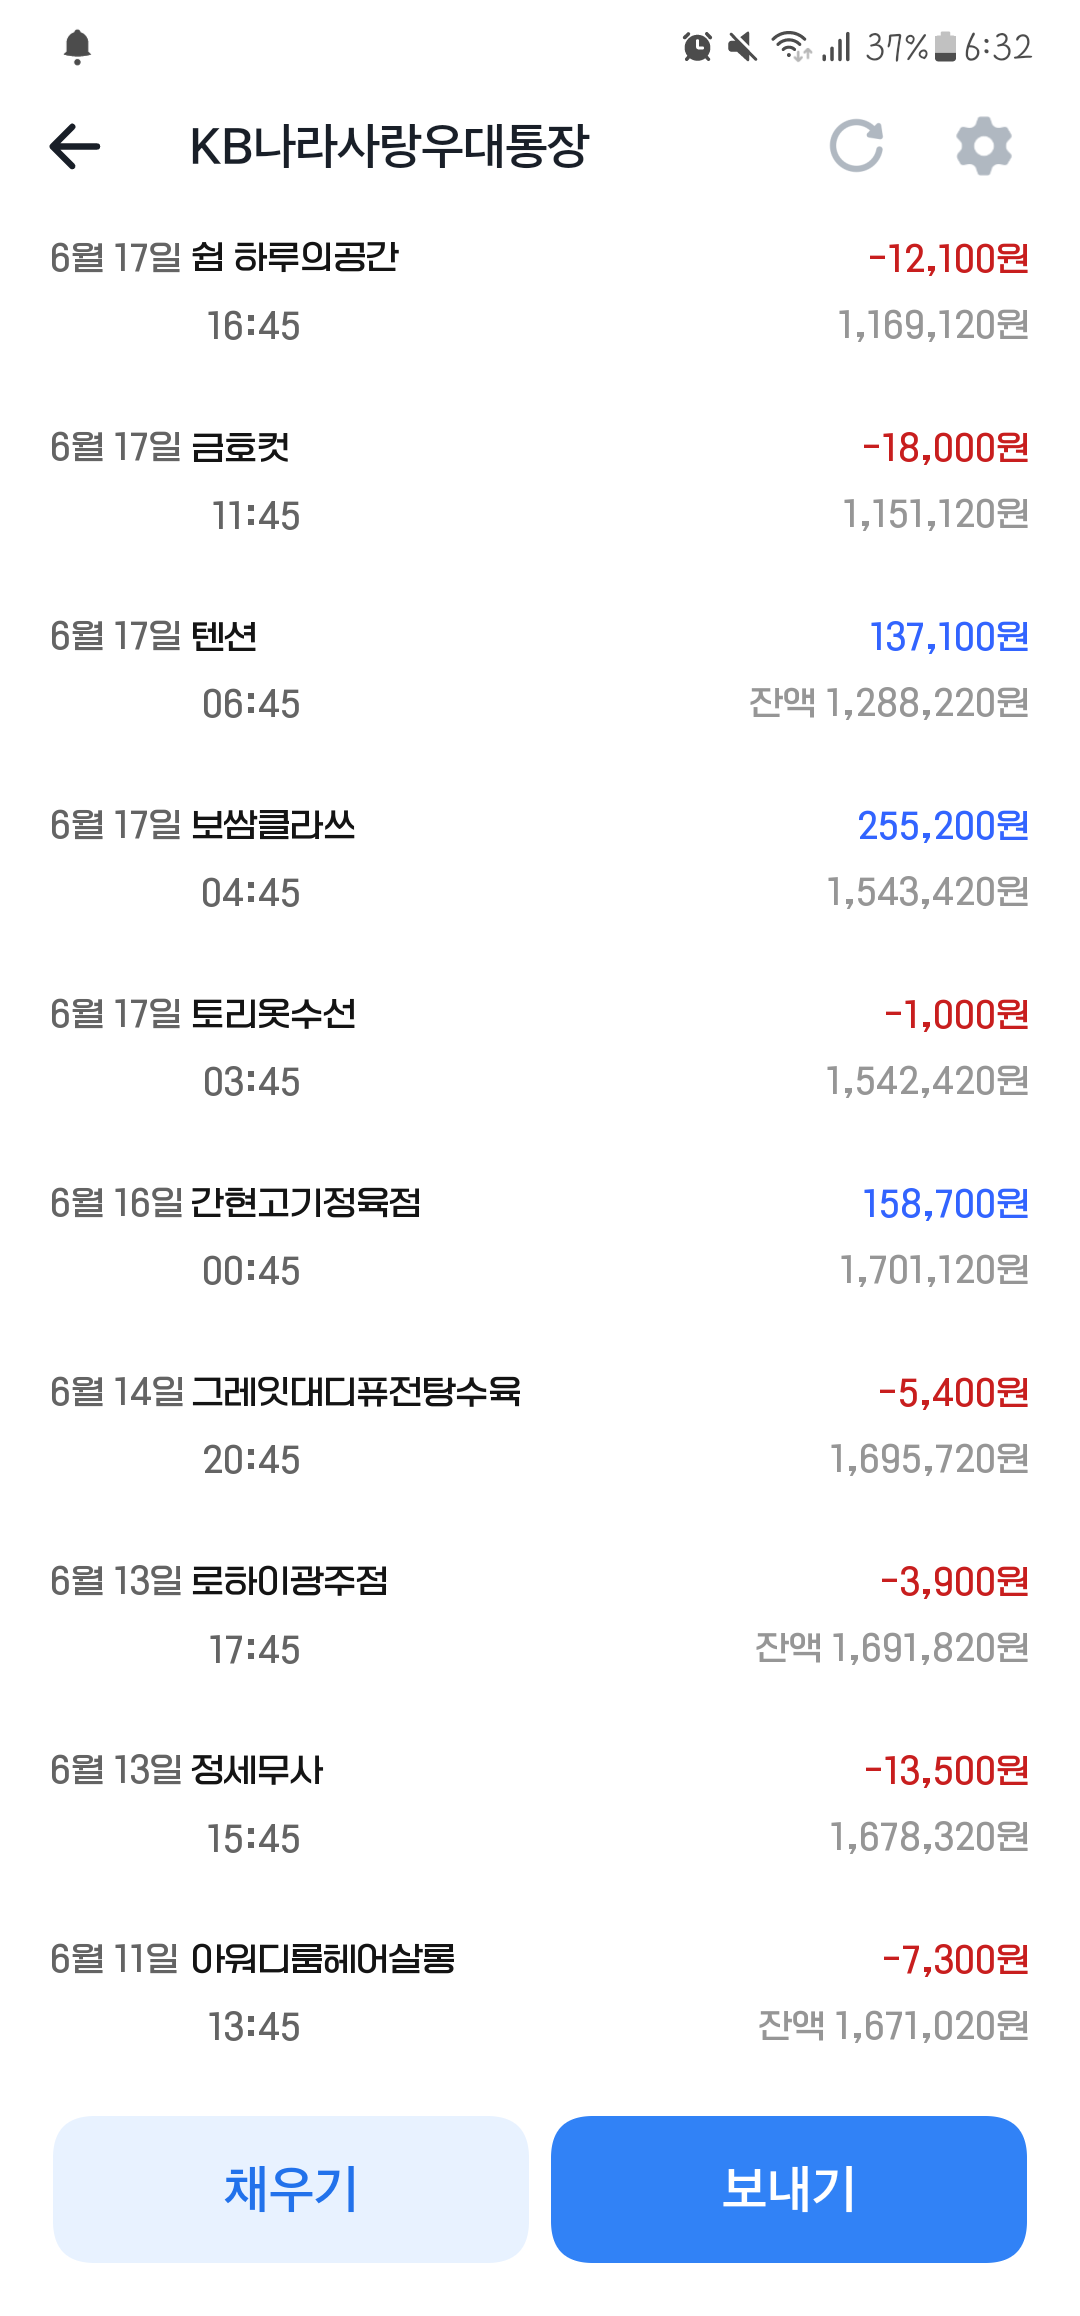 37% 6:32
KB나라사랑우대통장
6월 17일 쉼 하루의공간 -12,100원
16:45 1,169,120원
6월 17일 금호컷 -18,000원
11:45 1,151,120원
6월 17일 텐션 137,100원
06:45 잔액 1,288,220원
6월 17일 보쌈클라쓰 255,200원
04:45 1,543,420원
6월 17일 토리옷수선 -1,000원
03:45 1,542,420원
6월 16일 간현고기정육점 158,700원
00:45 1,701,120원
6월 14일 그레잇대디퓨전탕수육 -5,400원
20:45 1,695,720원
6월 13일 로하이광주점 -3,900원
17:45 잔액 1,691,820원
6월 13일 정세무사 -13,500원
15:45 1,678,320원
6월 11일 아워디룸헤어살롱 -7,300원
13:45 잔액 1,671,020원
채우기 보내기